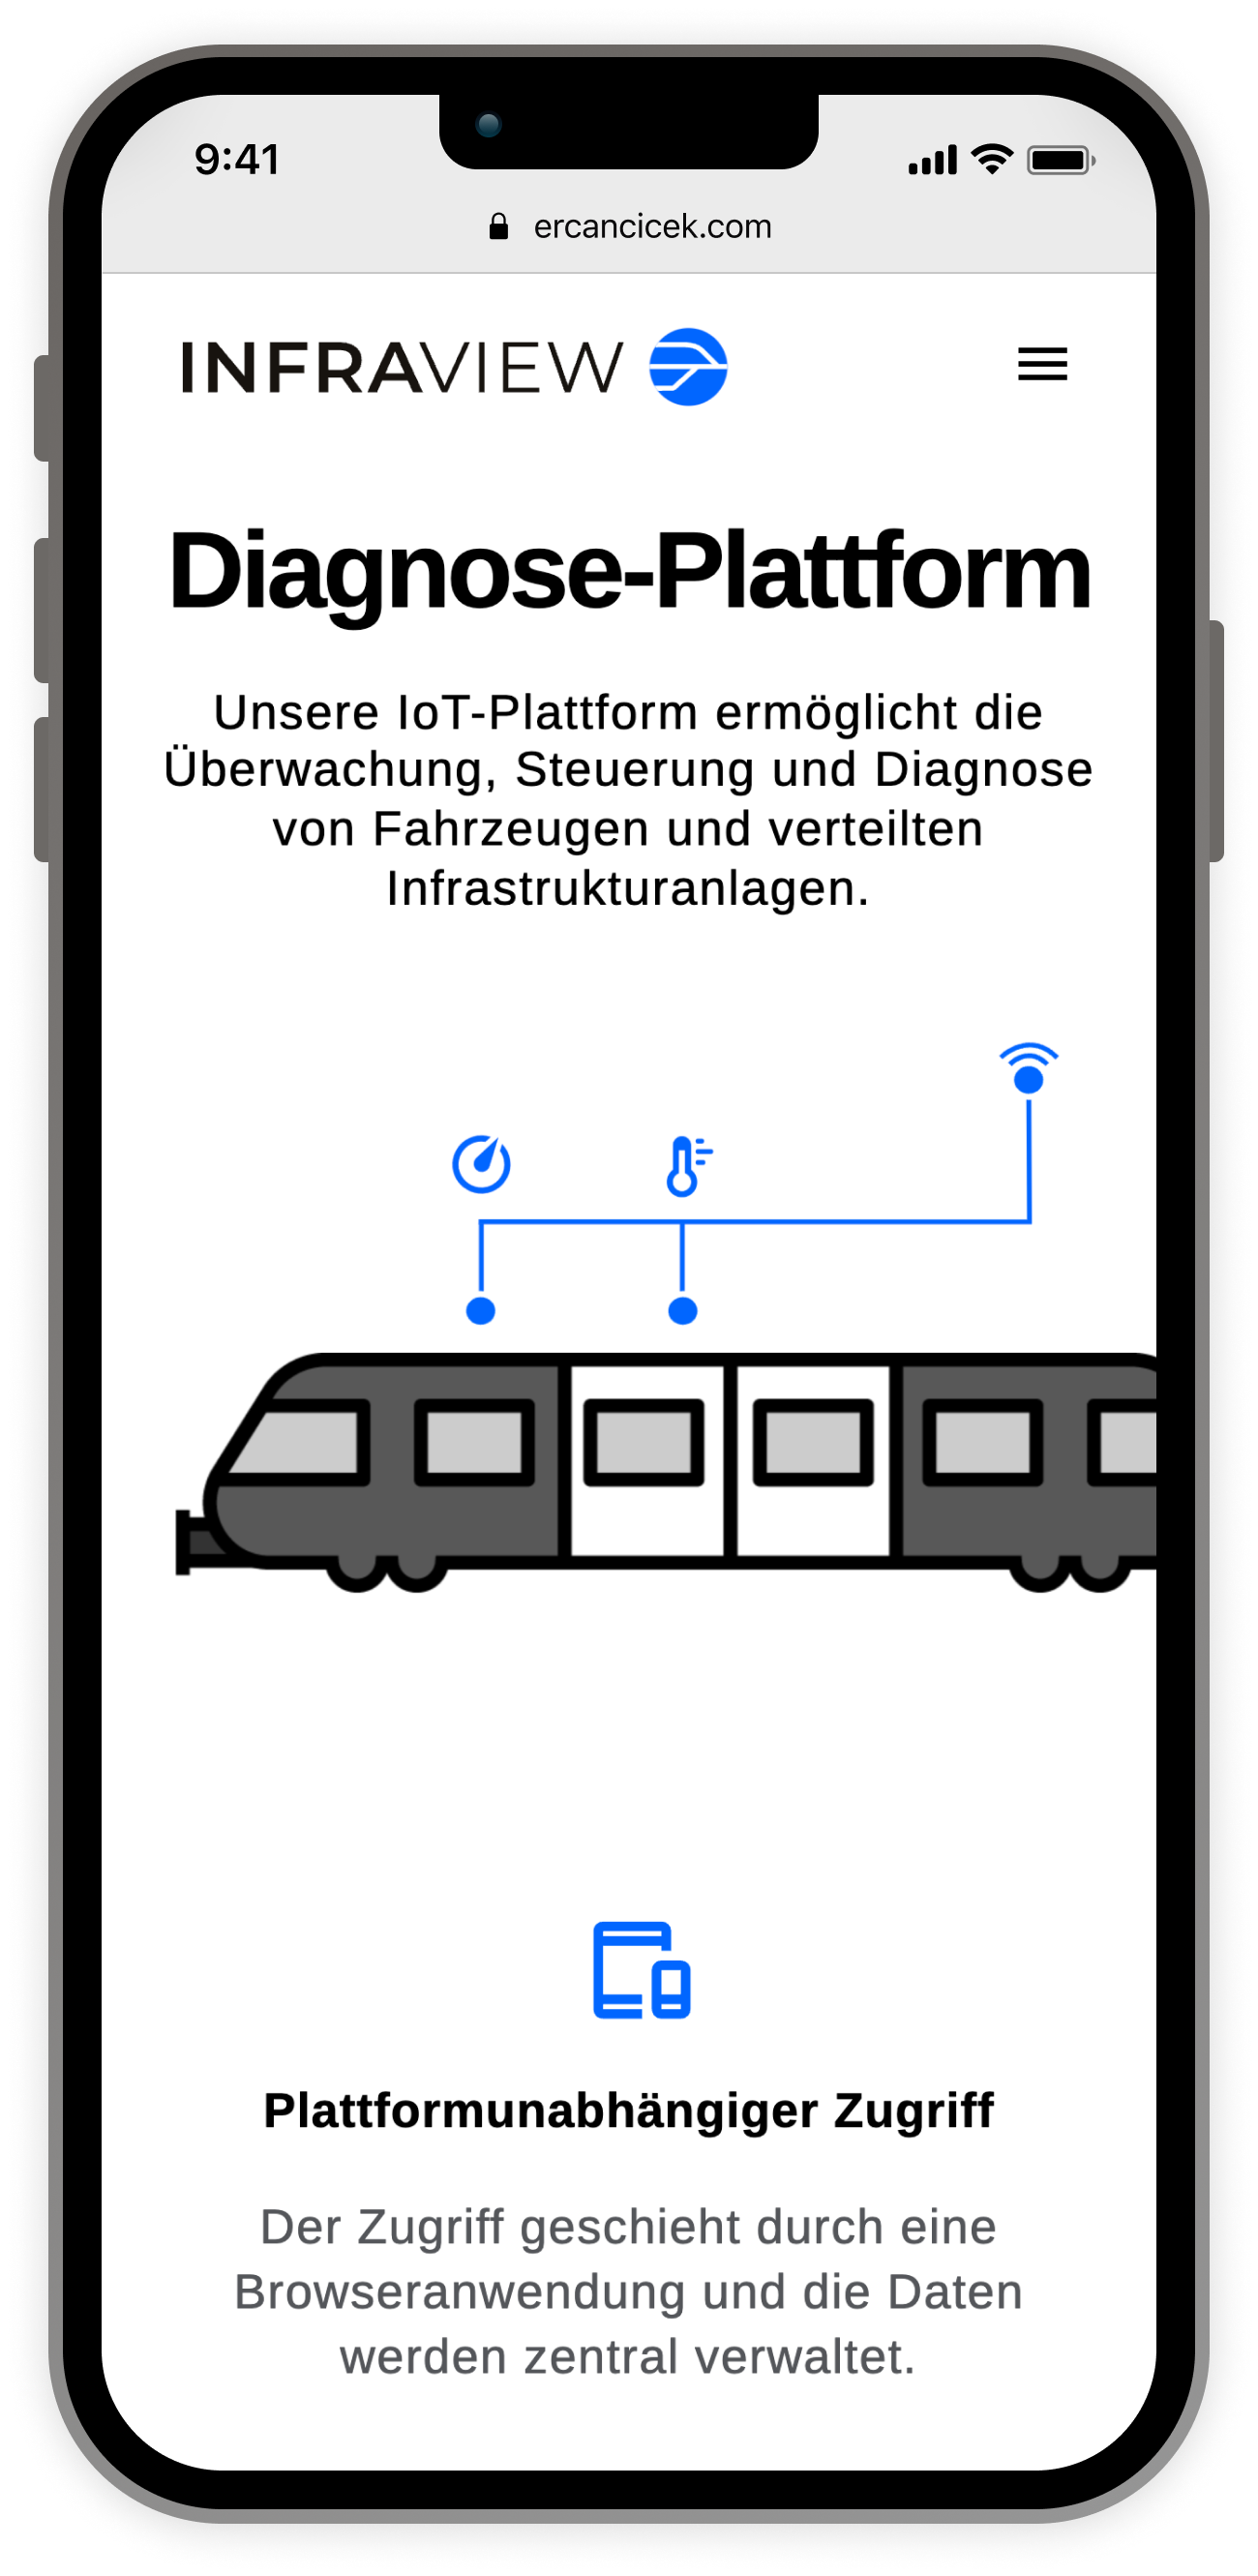 9:41
ercancicek.com
INFRAVIEW
Diagnose-Plattform
Unsere IoT-Plattform ermöglicht die
Überwachung, Steuerung und Diagnose
von Fahrzeugen und verteilten
Infrastrukturanlagen.
Plattformunabhängiger Zugriff
Der Zugriff geschieht durch eine
Browseranwendung und die Daten
werden zentral verwaltet.